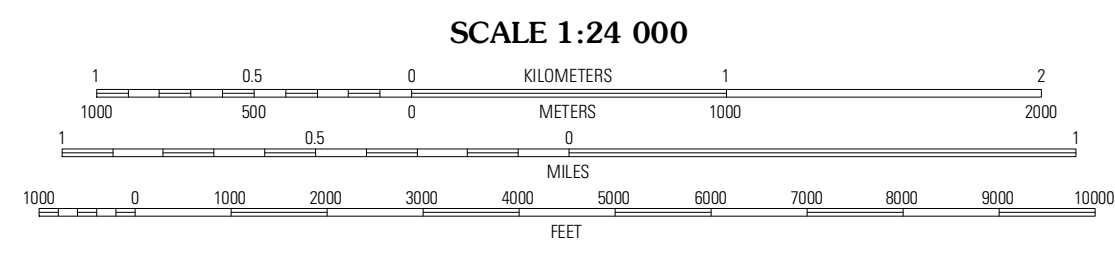 SCALE 1:24 000
1 0.5 0 KILOMETERS 1 2
1000 500 0 METERS 1000 2000
1 0.5 0 1
MILES
1000 0 1000 2000 3000 4000 5000 6000 7000 8000 9000 10000
FEET